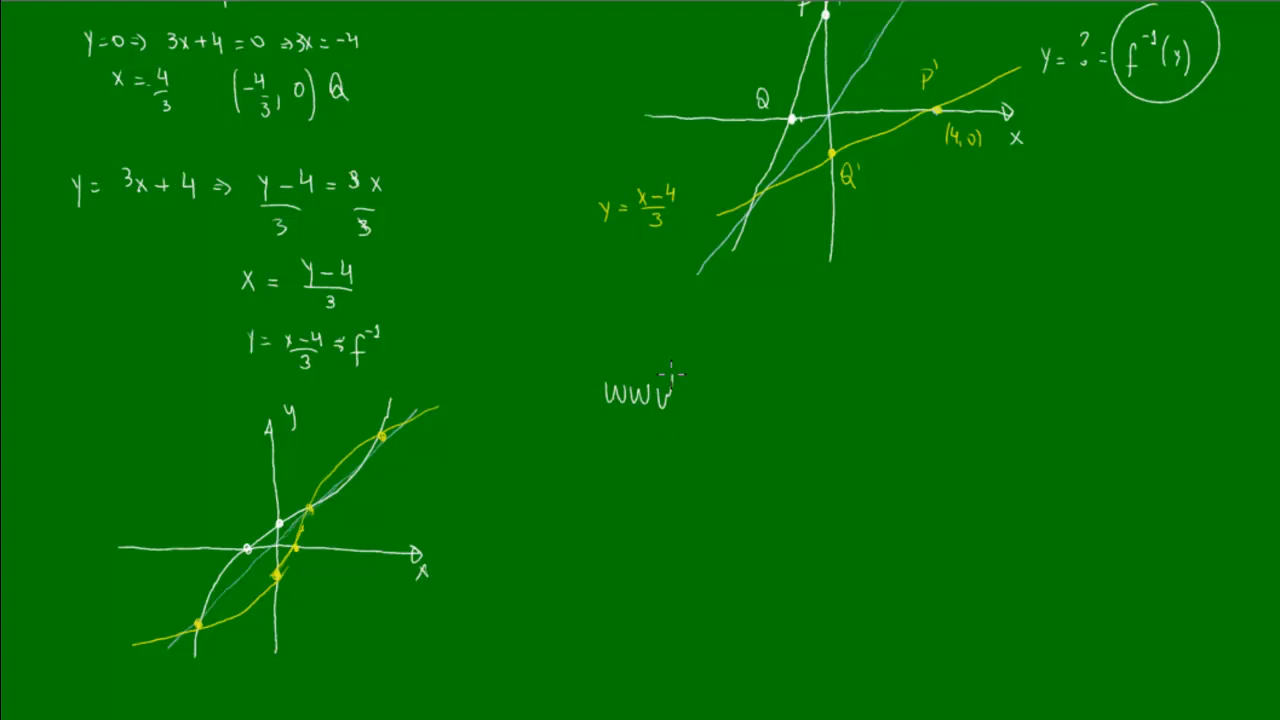 y=0 ⇒ 3x+4=0 ⇒ 3x=-4
x = -4/3 (-4/3, 0) Q
y = 3x+4 ⇒ y-4/3 = 3x/3
x = y-4/3
y = x-4/3 = f⁻¹
y
x
P
Q
P'
(4,0)
x
Q'
y = x-4/3
y = ? = f⁻¹(x)
ww